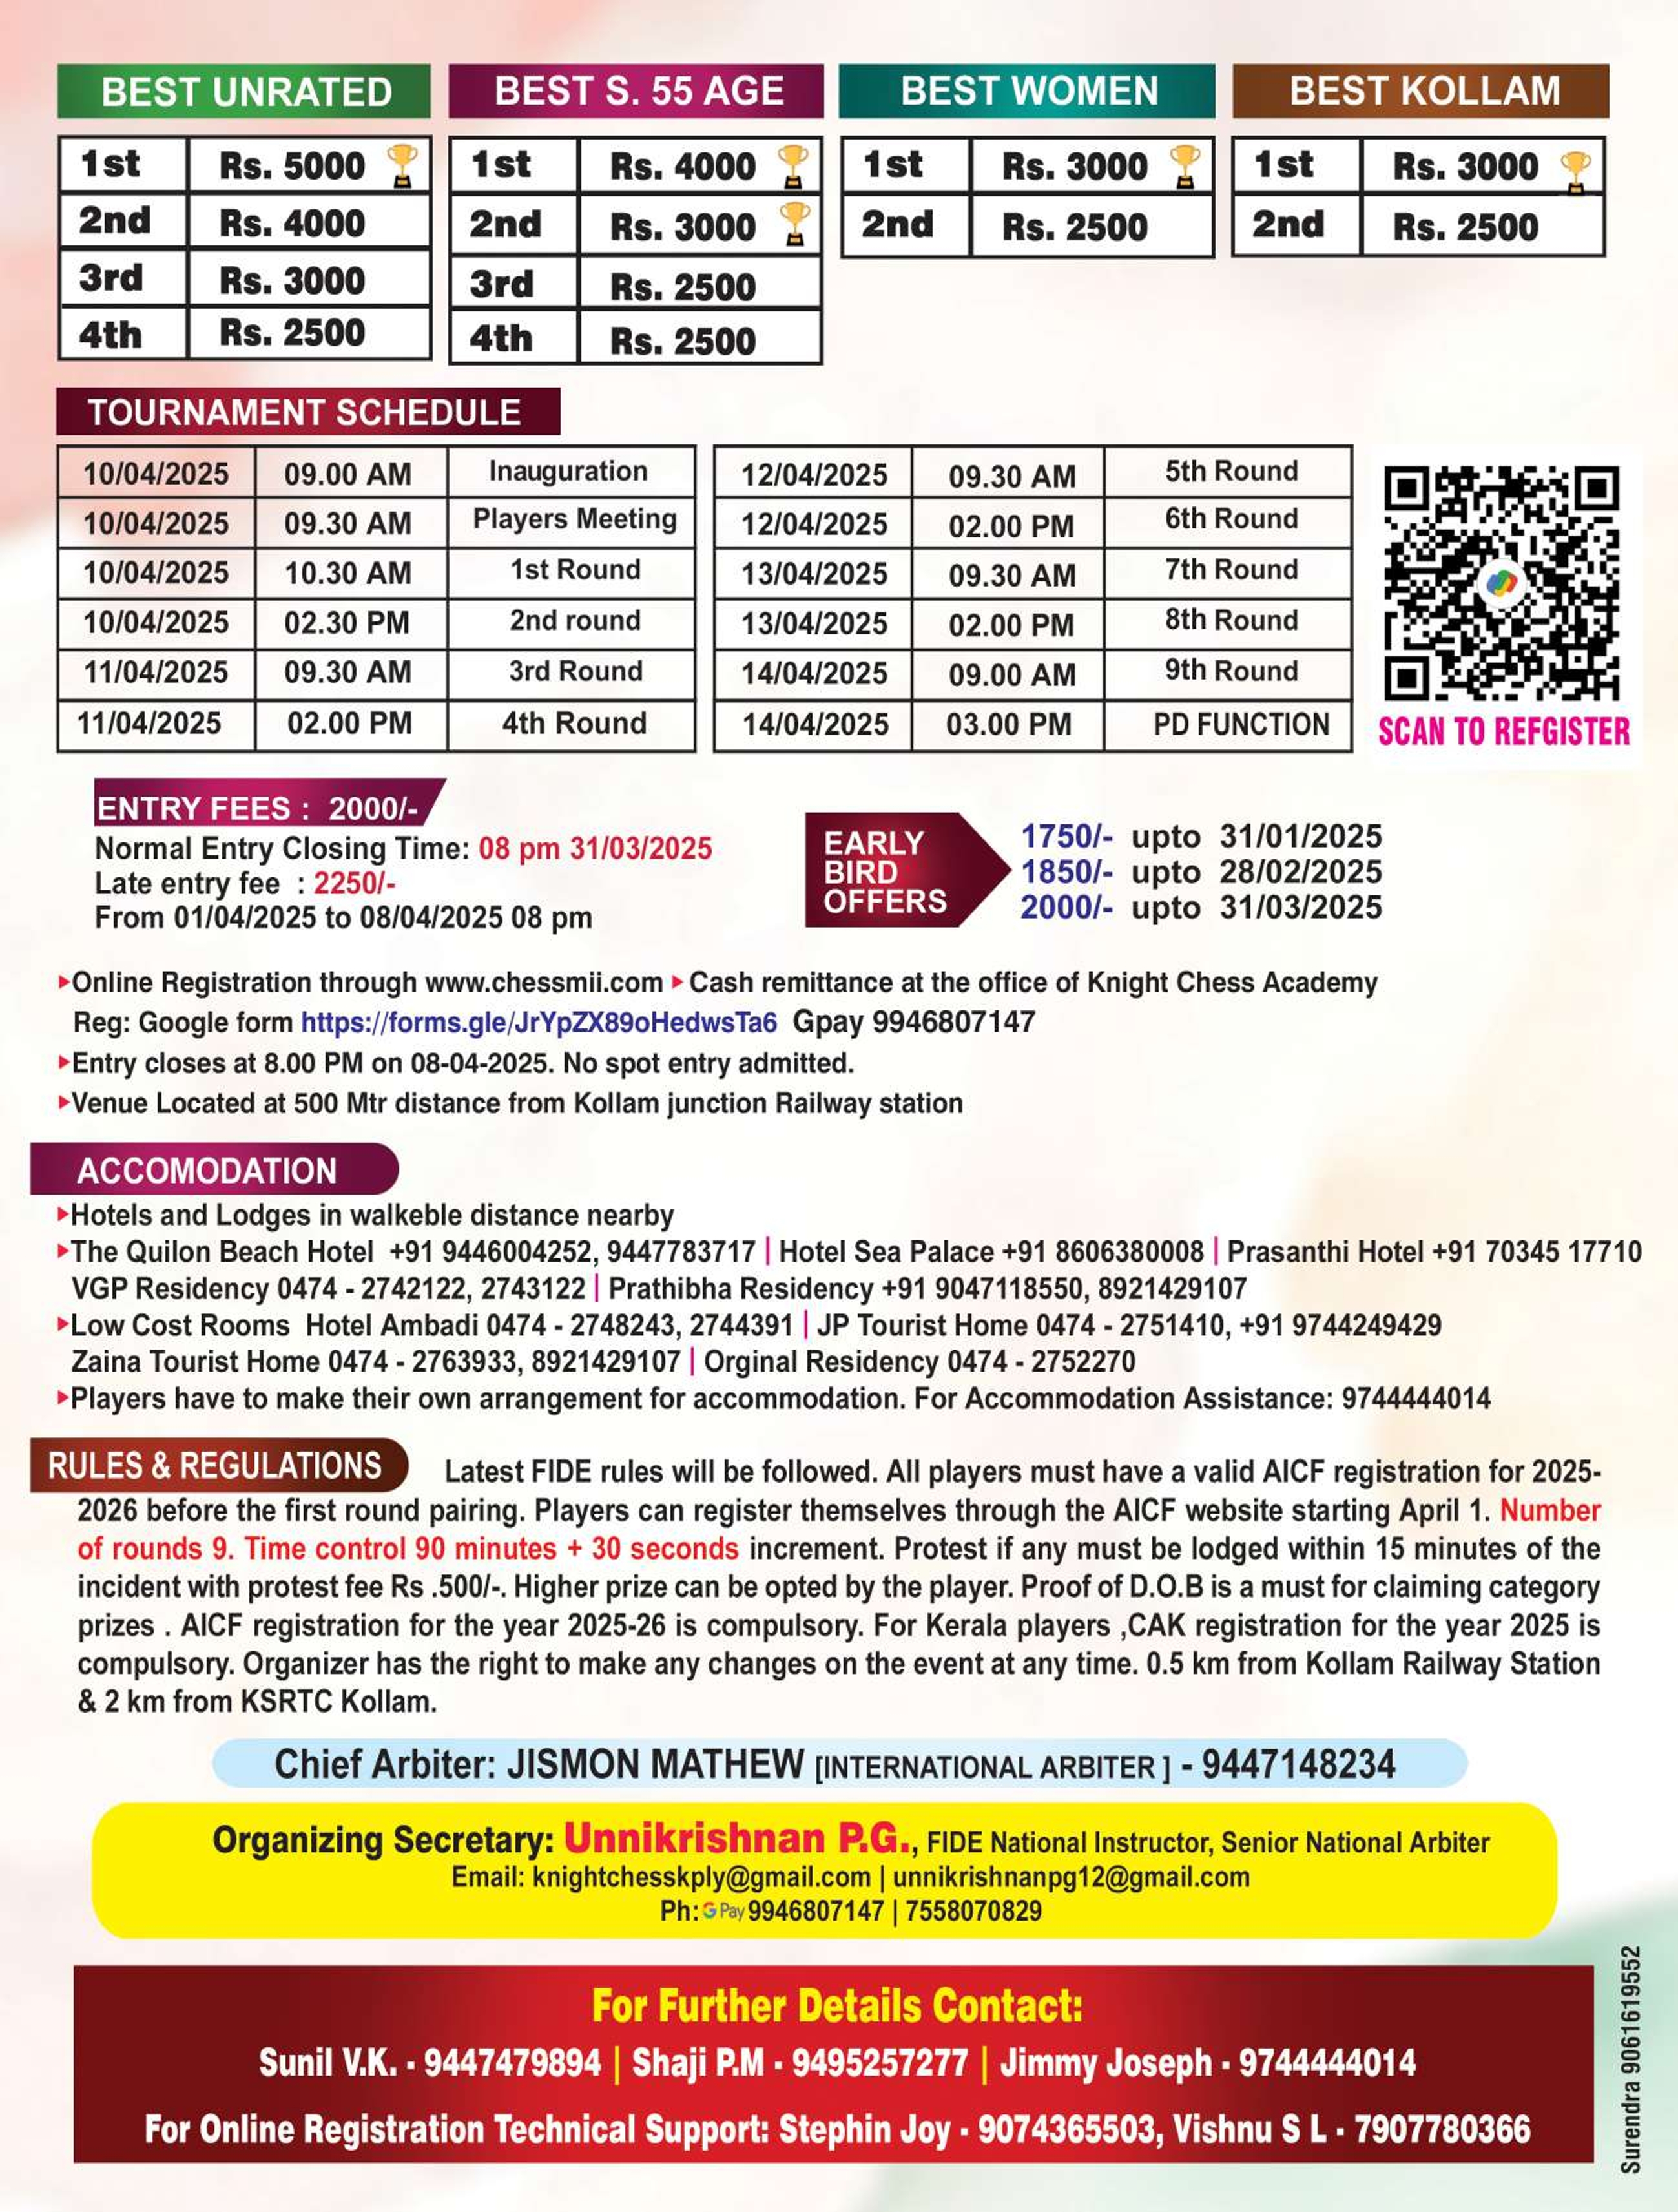 BEST UNRATED
1st Rs. 5000
2nd Rs. 4000
3rd Rs. 3000
4th Rs. 2500
BEST S. 55 AGE
1st Rs. 4000
2nd Rs. 3000
3rd Rs. 2500
4th Rs. 2500
BEST WOMEN
1st Rs. 3000
2nd Rs. 2500
BEST KOLLAM
1st Rs. 3000
2nd Rs. 2500
TOURNAMENT SCHEDULE
10/04/2025 09.00 AM Inauguration
10/04/2025 09.30 AM Players Meeting
10/04/2025 10.30 AM 1st Round
10/04/2025 02.30 PM 2nd round
11/04/2025 09.30 AM 3rd Round
11/04/2025 02.00 PM 4th Round
12/04/2025 09.30 AM 5th Round
12/04/2025 02.00 PM 6th Round
13/04/2025 09.30 AM 7th Round
13/04/2025 02.00 PM 8th Round
14/04/2025 09.00 AM 9th Round
14/04/2025 03.00 PM PD FUNCTION
SCAN TO REFGISTER
ENTRY FEES : 2000/-
Normal Entry Closing Time: 08 pm 31/03/2025
Late entry fee : 2250/-
From 01/04/2025 to 08/04/2025 08 pm
EARLY
BIRD
OFFERS
1750/- upto 31/01/2025
1850/- upto 28/02/2025
2000/- upto 31/03/2025
Online Registration through www.chessmii.com Cash remittance at the office of Knight Chess Academy
Reg: Google form https://forms.gle/JrYpZX89oHedwsTa6 Gpay 9946807147
Entry closes at 8.00 PM on 08-04-2025. No spot entry admitted.
Venue Located at 500 Mtr distance from Kollam junction Railway station
ACCOMODATION
Hotels and Lodges in walkeble distance nearby
The Quilon Beach Hotel +91 9446004252, 9447783717 | Hotel Sea Palace +91 8606380008 | Prasanthi Hotel +91 70345 17710
VGP Residency 0474 - 2742122, 2743122 | Prathibha Residency +91 9047118550, 8921429107
Low Cost Rooms Hotel Ambadi 0474 - 2748243, 2744391 | JP Tourist Home 0474 - 2751410, +91 9744249429
Zaina Tourist Home 0474 - 2763933, 8921429107 | Orginal Residency 0474 - 2752270
Players have to make their own arrangement for accommodation. For Accommodation Assistance: 9744444014
RULES & REGULATIONS Latest FIDE rules will be followed. All players must have a valid AICF registration for 2025-
2026 before the first round pairing. Players can register themselves through the AICF website starting April 1. Number
of rounds 9. Time control 90 minutes + 30 seconds increment. Protest if any must be lodged within 15 minutes of the
incident with protest fee Rs .500/-. Higher prize can be opted by the player. Proof of D.O.B is a must for claiming category
prizes . AICF registration for the year 2025-26 is compulsory. For Kerala players ,CAK registration for the year 2025 is
compulsory. Organizer has the right to make any changes on the event at any time. 0.5 km from Kollam Railway Station
& 2 km from KSRTC Kollam.
Chief Arbiter: JISMON MATHEW [INTERNATIONAL ARBITER ] - 9447148234
Organizing Secretary: Unnikrishnan P.G., FIDE National Instructor, Senior National Arbiter
Email: knightchesskply@gmail.com | unnikrishnanpg12@gmail.com
Ph: G Pay 9946807147 | 7558070829
For Further Details Contact:
Sunil V.K. - 9447479894 | Shaji P.M - 9495257277 | Jimmy Joseph - 9744444014
For Online Registration Technical Support: Stephin Joy - 9074365503, Vishnu S L - 7907780366
Surendra 9061619552